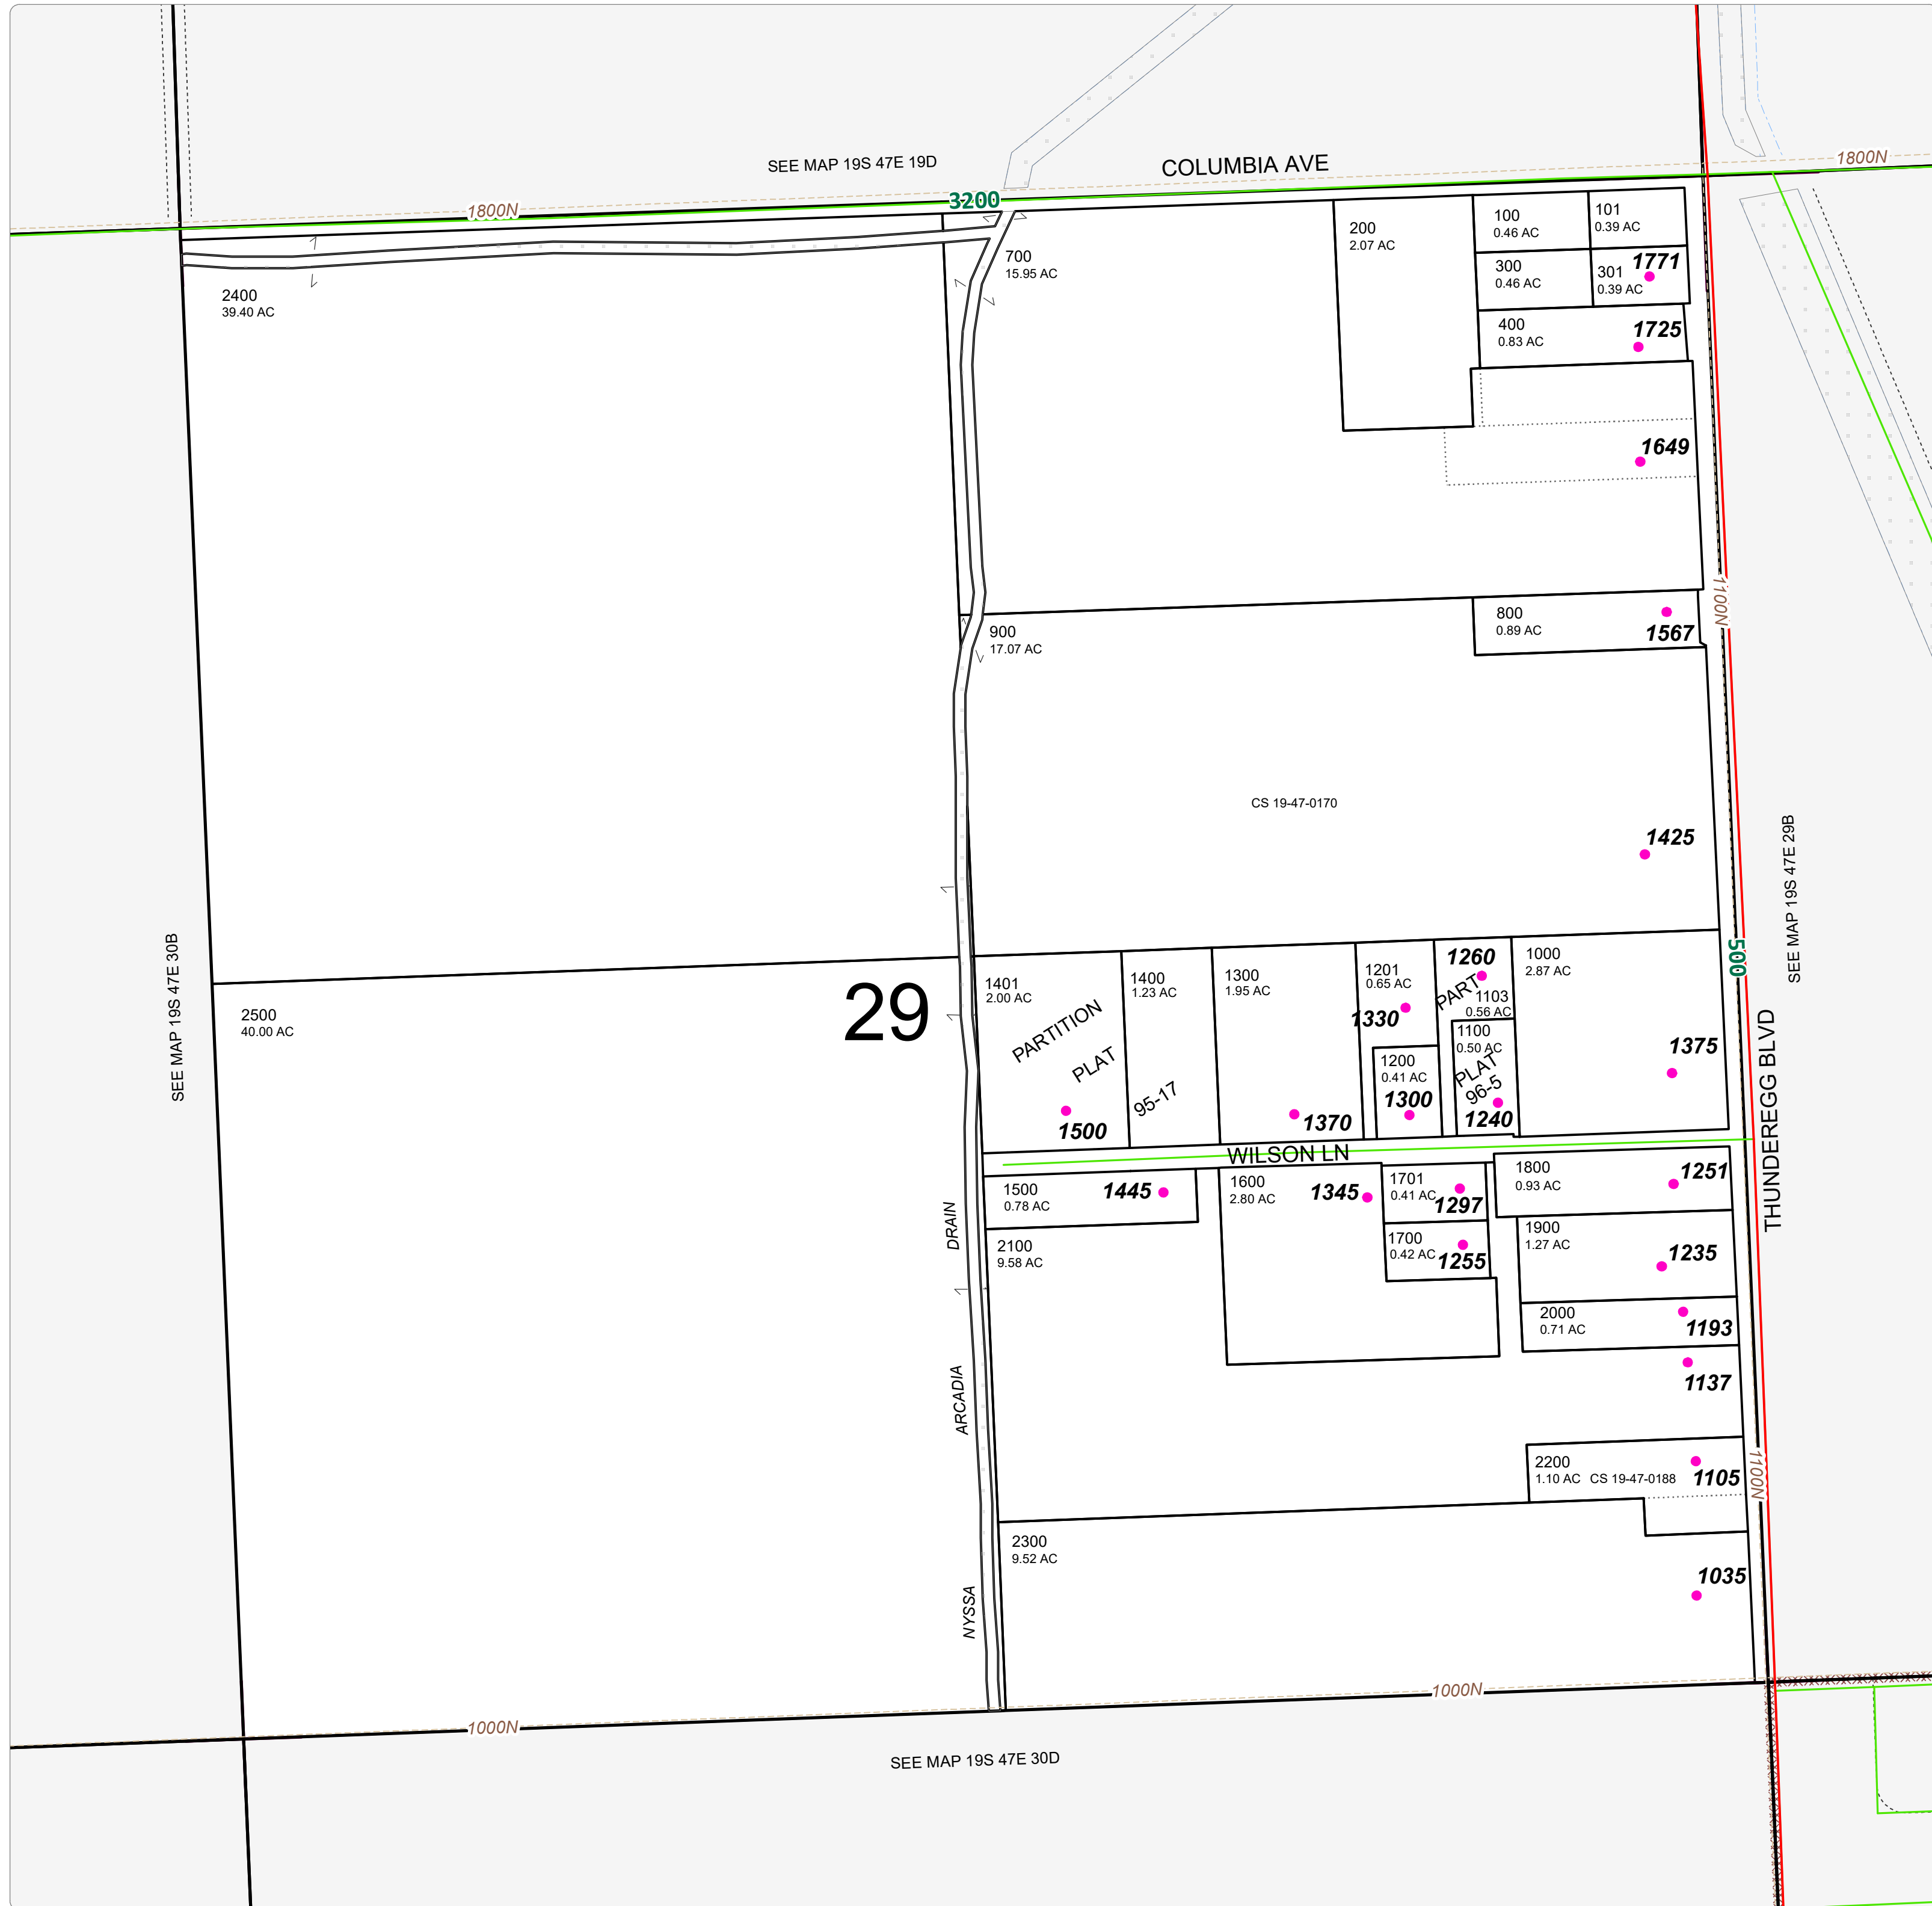 SEE MAP 19S 47E 19D
COLUMBIA AVE
1800N
1800N
3200
2400
39.40 AC
700
15.95 AC
200
2.07 AC
100
0.46 AC
101
0.39 AC
300
0.46 AC
301
0.39 AC
1771
400
0.83 AC
1725
1649
1100N
900
17.07 AC
800
0.89 AC
1567
CS 19-47-0170
1425
SEE MAP 19S 47E 29B
SEE MAP 19S 47E 30B
500
2500
40.00 AC
29
1401
2.00 AC
PARTITION
PLAT
95-17
1500
1400
1.23 AC
1300
1.95 AC
1370
1201
0.65 AC
1330
1200
0.41 AC
1300
1260
PART
1103
0.56 AC
1100
0.50 AC
PLAT
96-5
1240
1000
2.87 AC
1375
WILSON LN
THUNDEREGG BLVD
1500
0.78 AC
1445
1600
2.80 AC
1345
1701
0.41 AC
1297
1700
0.42 AC
1255
1800
0.93 AC
1251
1900
1.27 AC
1235
2000
0.71 AC
1193
2100
9.58 AC
1137
2200
1.10 AC CS 19-47-0188
1105
1100N
2300
9.52 AC
1035
NYSSA ARCADIA DRAIN
1000N
1000N
SEE MAP 19S 47E 30D